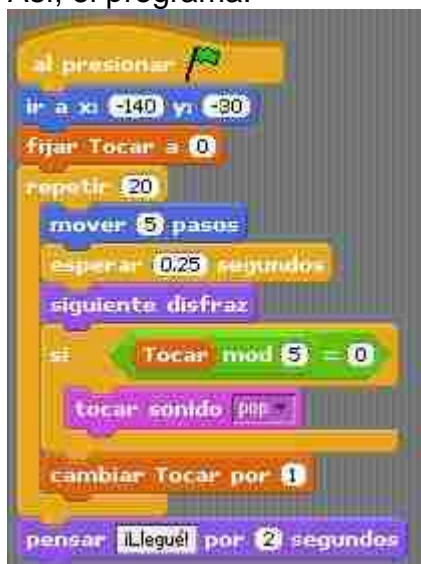 Así, el programa:
al presionar
ir a x: -140 y: -30
fijar Tocar a 0
repetir 20
mover 5 pasos
esperar 0.25 segundos
siguiente disfraz
si Tocar mod 5 = 0
tocar sonido pop
cambiar Tocar por 1
pensar ¡Llegué! por 2 segundos